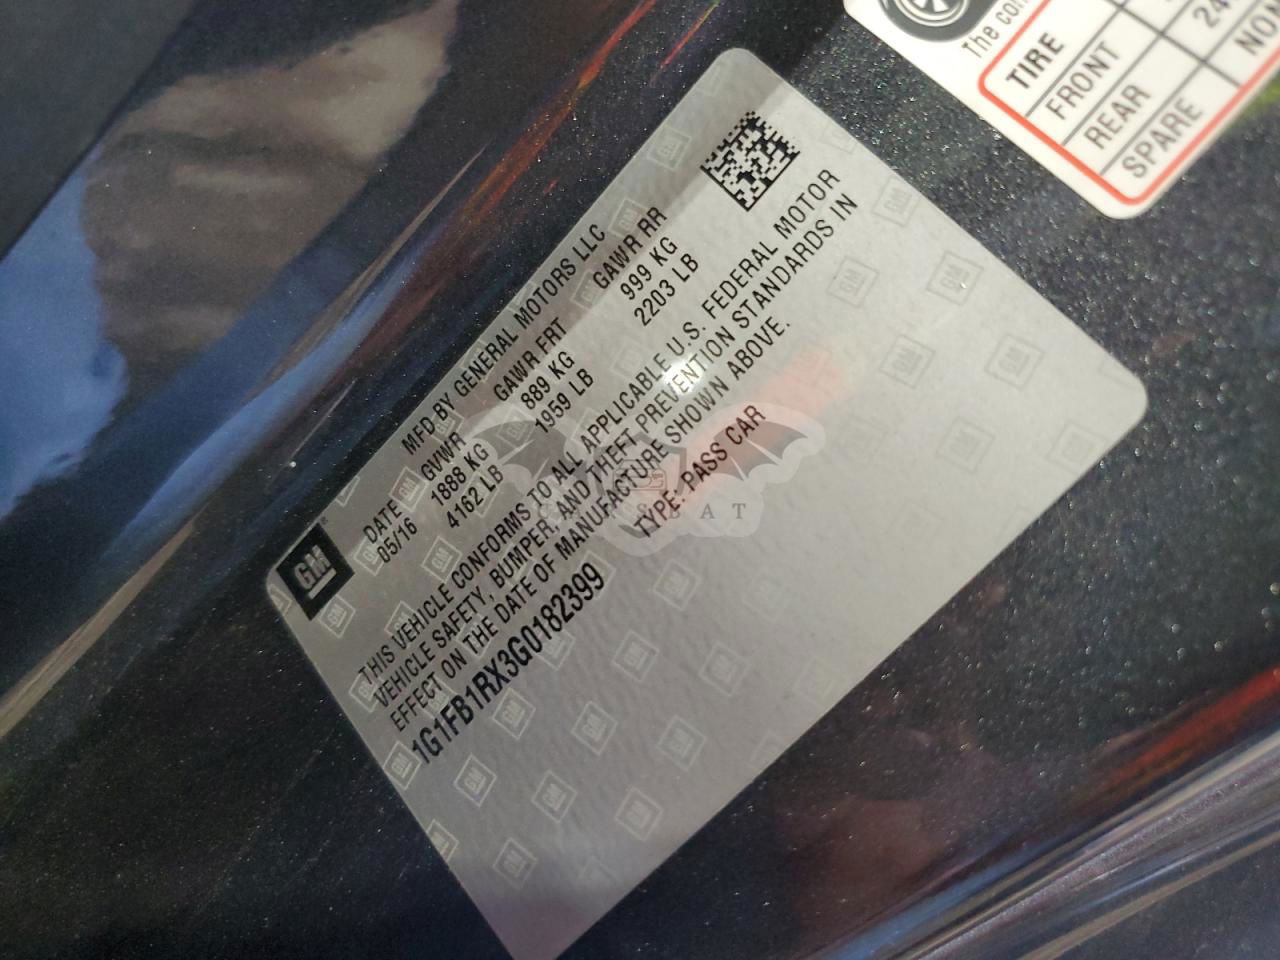 GM
MFD BY GENERAL MOTORS LLC
DATE GVWR GAWR FRT GAWR RR
05/16 1888 KG 889 KG 999 KG
4162 LB 1959 LB 2203 LB
THIS VEHICLE CONFORMS TO ALL APPLICABLE U.S. FEDERAL MOTOR
VEHICLE SAFETY, BUMPER, AND THEFT PREVENTION STANDARDS IN
EFFECT ON THE DATE OF MANUFACTURE SHOWN ABOVE.
1G1FB1RX3G0182399 TYPE: PASS CAR
The
TIRE
FRONT
REAR
SPARE